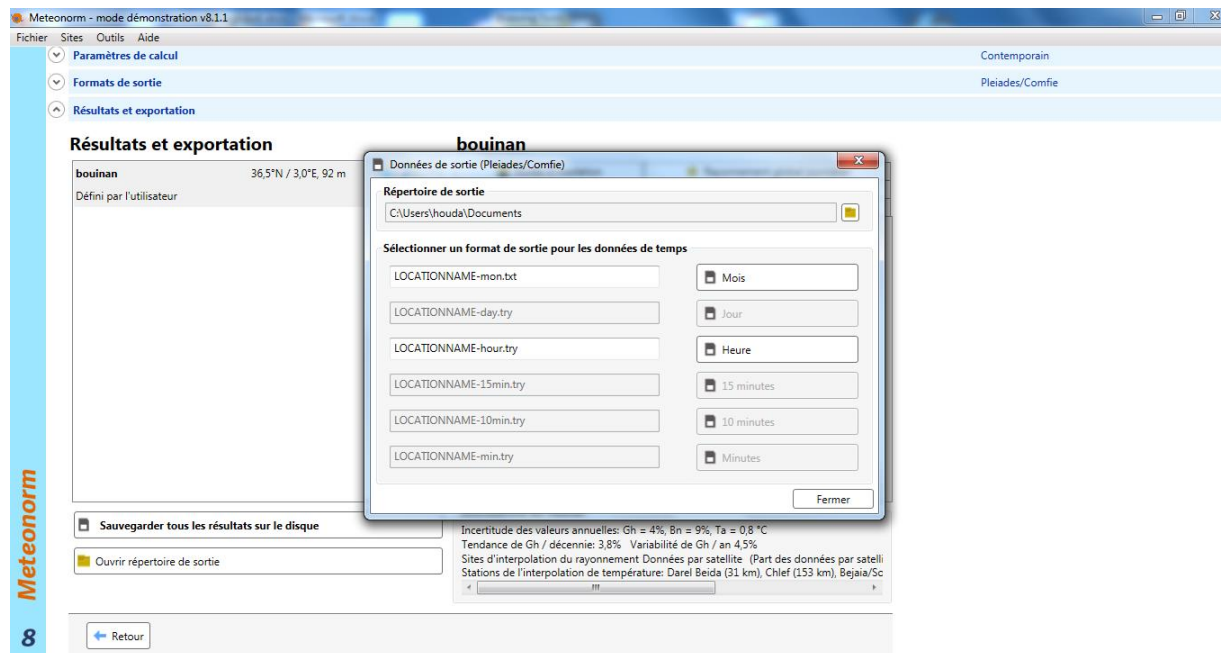 Meteonorm - mode démonstration v8.1.1
Fichier Sites Outils Aide
Paramètres de calcul Contemporain
Formats de sortie Pleiades/Comfie
Résultats et exportation
Résultats et exportation
bouinan
bouinan 36,5°N / 3,0°E, 92 m
Défini par l'utilisateur
Données de sortie (Pleiades/Comfie)
Répertoire de sortie
C:\Users\houda\Documents
Sélectionner un format de sortie pour les données de temps
LOCATIONNAME-mon.txt Mois
LOCATIONNAME-day.try Jour
LOCATIONNAME-hour.try Heure
LOCATIONNAME-15min.try 15 minutes
LOCATIONNAME-10min.try 10 minutes
LOCATIONNAME-min.try Minutes
Fermer
Sauvegarder tous les résultats sur le disque
Ouvrir répertoire de sortie
Incertitude des valeurs annuelles: Gh = 4%, Bn = 9%, Ta = 0,8 °C
Tendance de Gh / décennie: 3,8% Variabilité de Gh / an 4,5%
Sites d'interpolation du rayonnement Données par satellite (Part des données par satelli
Stations de l'interpolation de température: Darel Beida (31 km), Chlef (153 km), Bejaia/So
Retour
Meteonorm
8